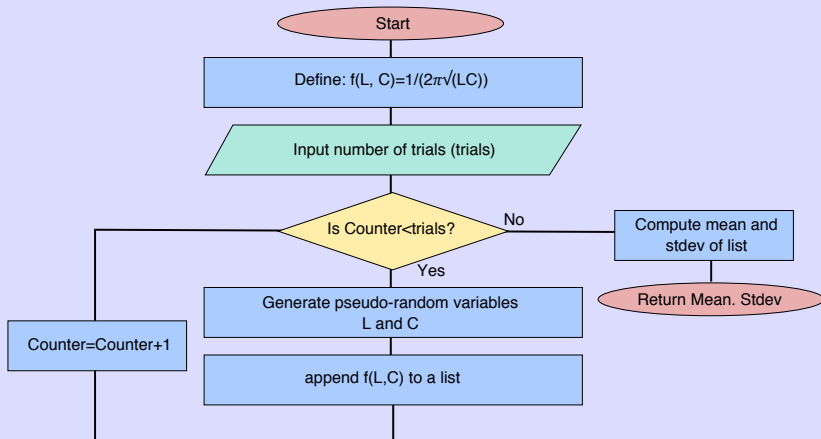 Start
Define: f(L, C)=1/(2π√(LC))
Input number of trials (trials)
Is Counter<trials?
No
Compute mean and
stdev of list
Yes
Return Mean. Stdev
Generate pseudo-random variables
L and C
Counter=Counter+1
append f(L,C) to a list